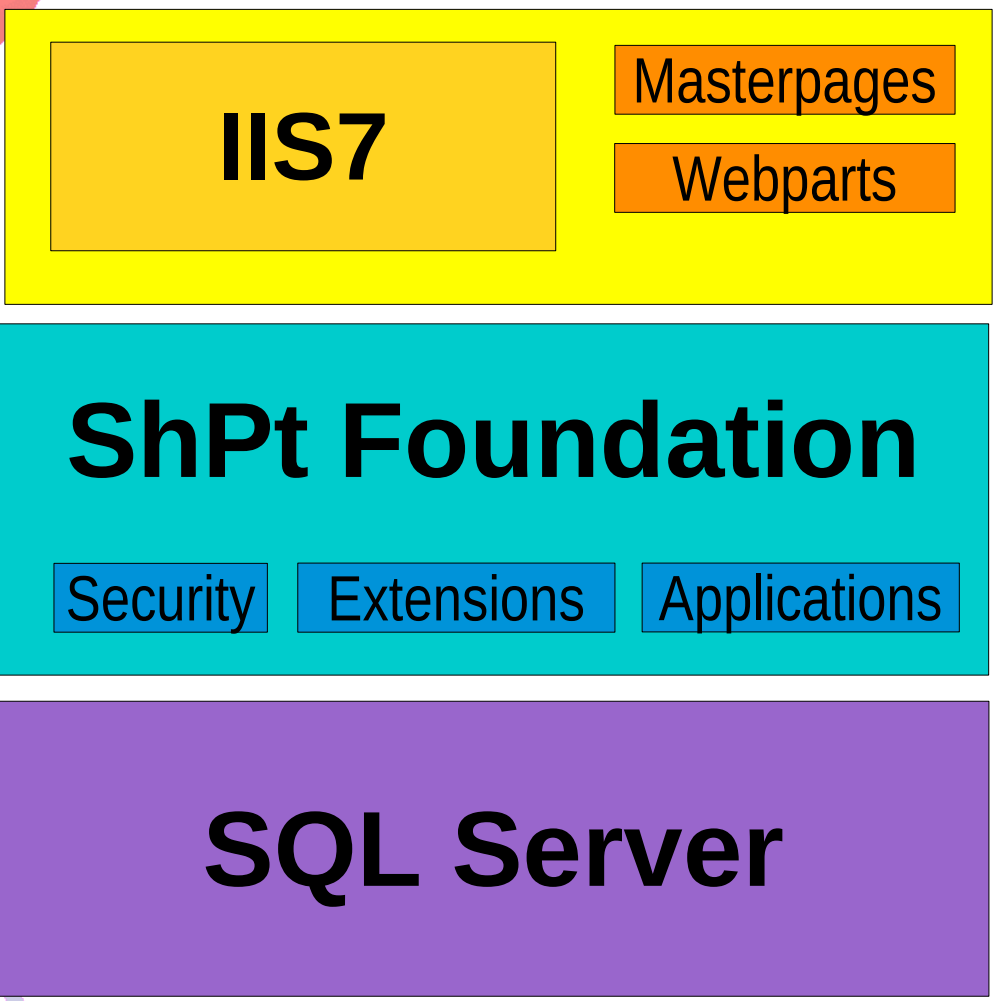 IIS7
Masterpages
Webparts
ShPt Foundation
Security
Extensions
Applications
SQL Server